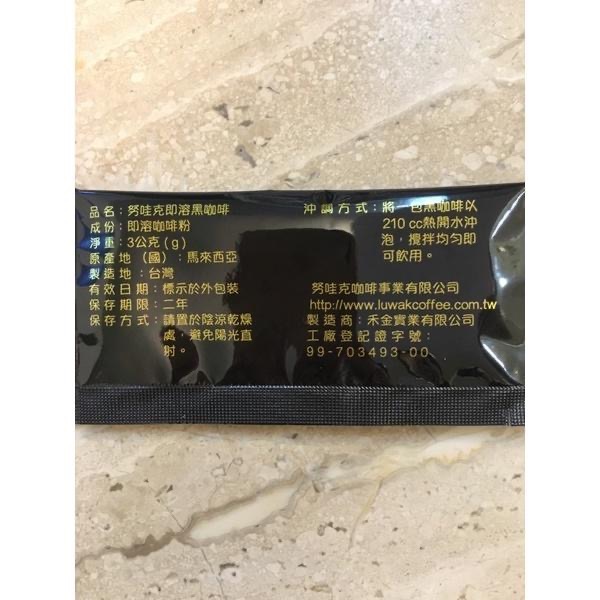 品名：努哇克即溶黑咖啡
成份：即溶咖啡粉
淨重：3公克(g)
原產地（國）：馬來西亞
製造地：台灣
有效日期：標示於外包裝
保存期限：二年
保存方式：請置於陰涼乾燥
處，避免陽光直
射。
沖調方式：將一包黑咖啡以
210 cc熱開水沖
泡，攪拌均勻即
可飲用。
努哇克咖啡事業有限公司
http://www.luwakcoffee.com.tw
製造商：禾金實業有限公司
工廠登記證字號：
99-703493-00